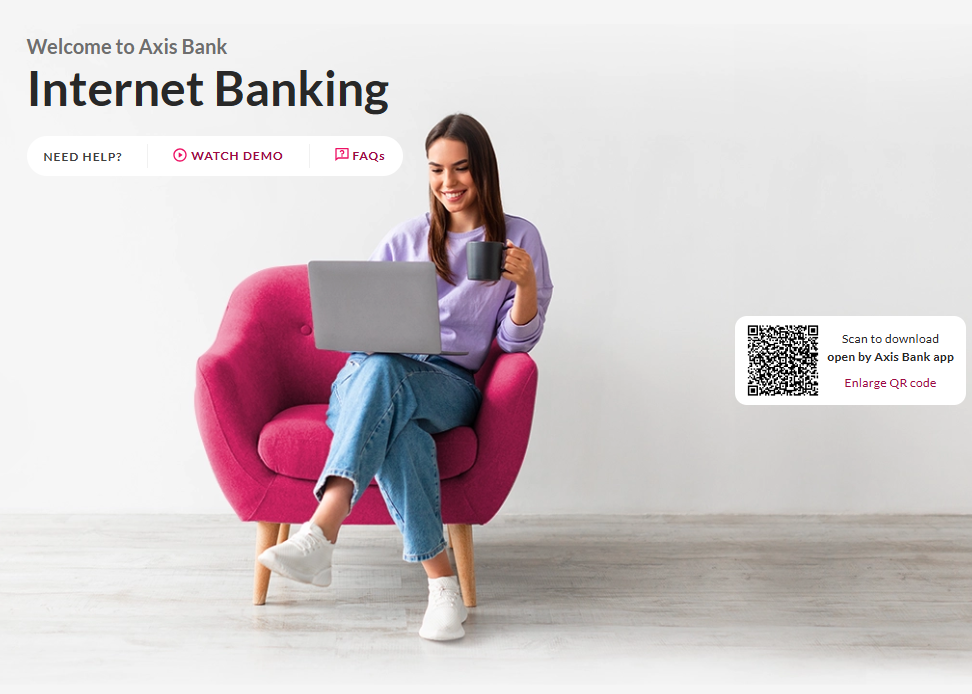 Welcome to Axis Bank
Internet Banking
NEED HELP?
WATCH DEMO
FAQs
Scan to download
open by Axis Bank app
Enlarge QR code